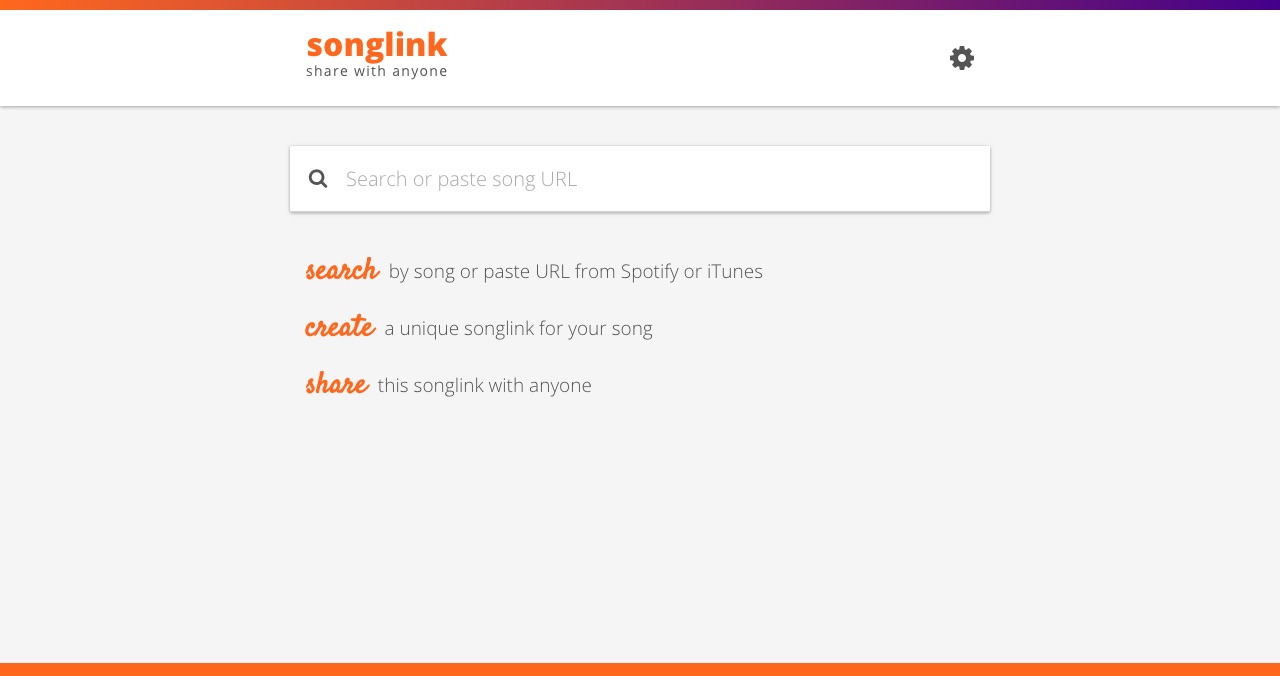 songlink
share with anyone
Search or paste song URL
search by song or paste URL from Spotify or iTunes
create a unique songlink for your song
share this songlink with anyone